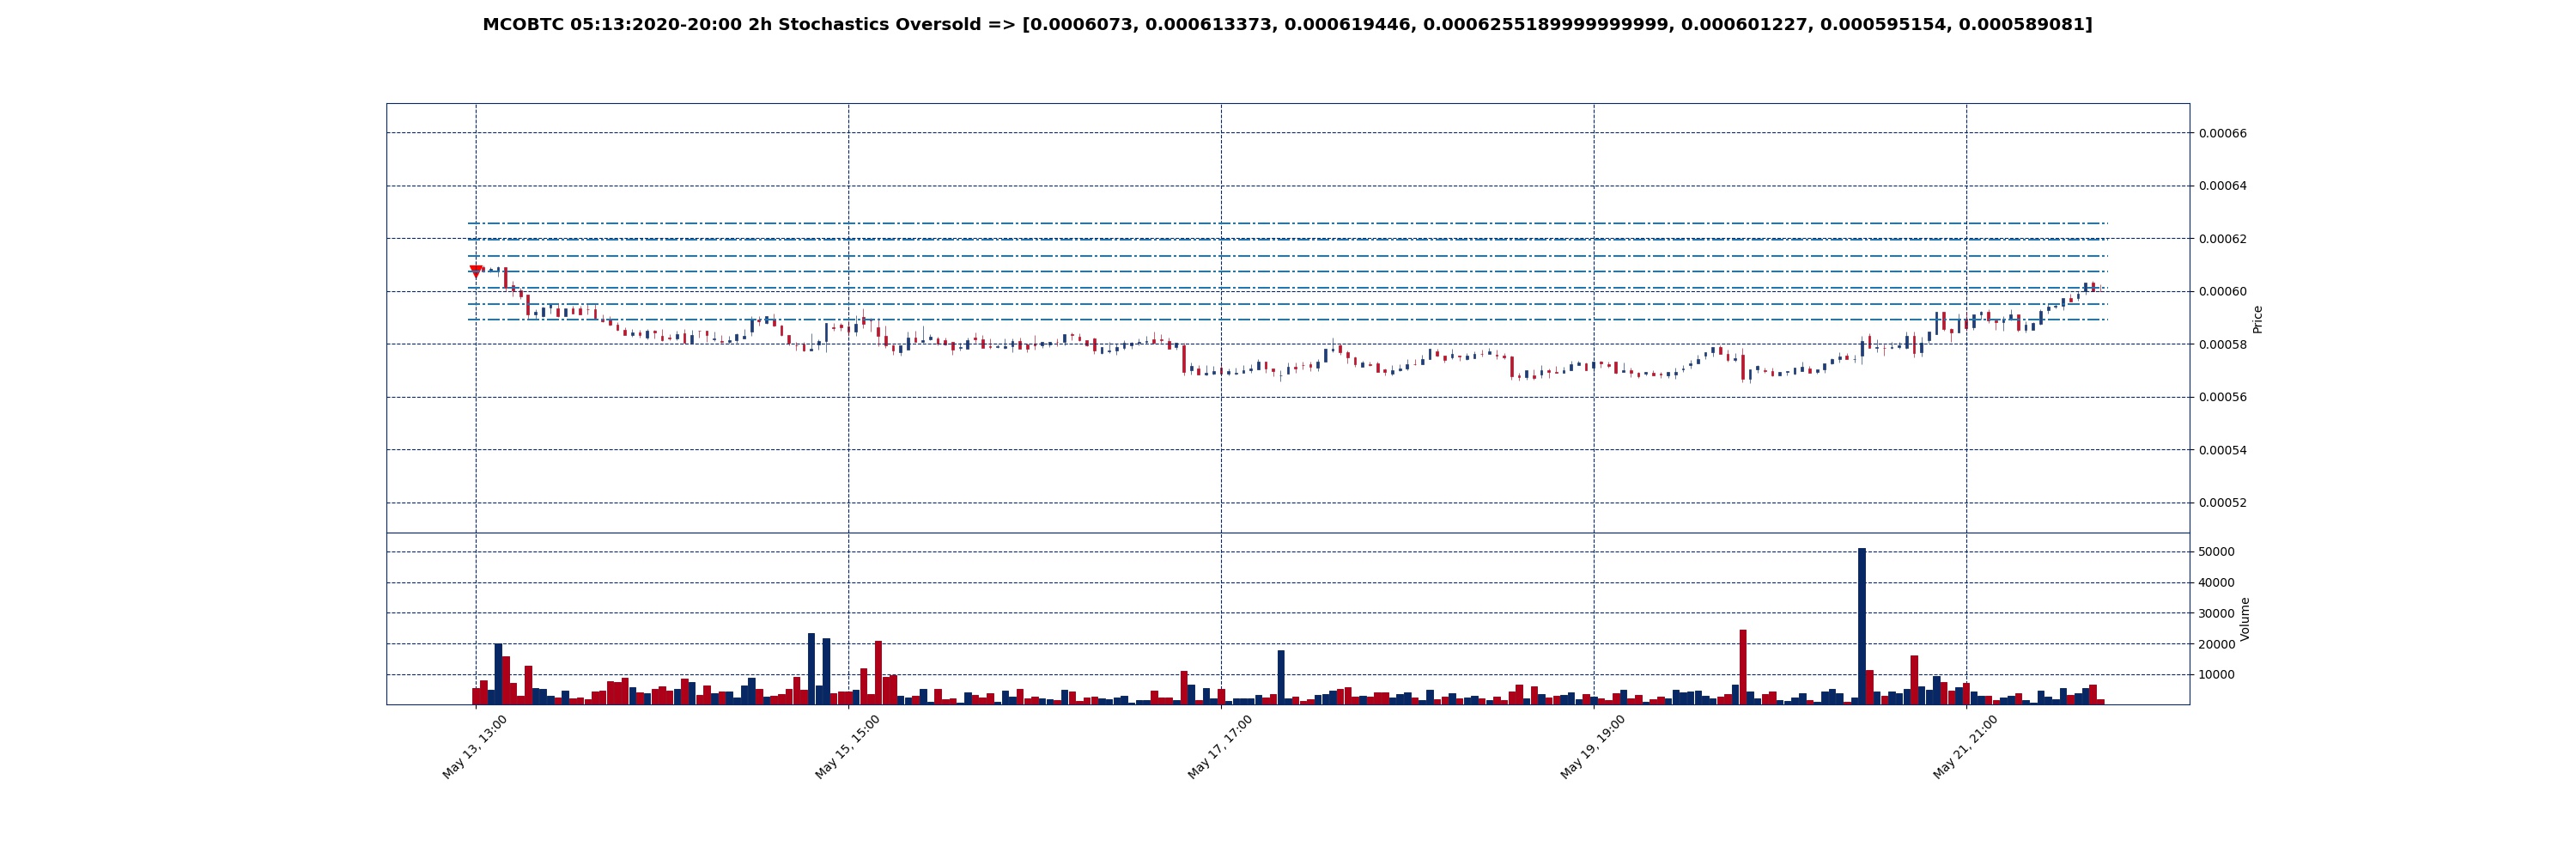 MCOBTC 05:13:2020-20:00 2h Stochastics Oversold => [0.0006073, 0.000613373, 0.000619446, 0.0006255189999999999, 0.000601227, 0.000595154, 0.000589081]
0.00066
0.00064
0.00062
0.00060
0.00058
0.00056
0.00054
0.00052
Price
50000
40000
30000
20000
10000
Volume
May 13, 13:00
May 15, 15:00
May 17, 17:00
May 19, 19:00
May 21, 21:00